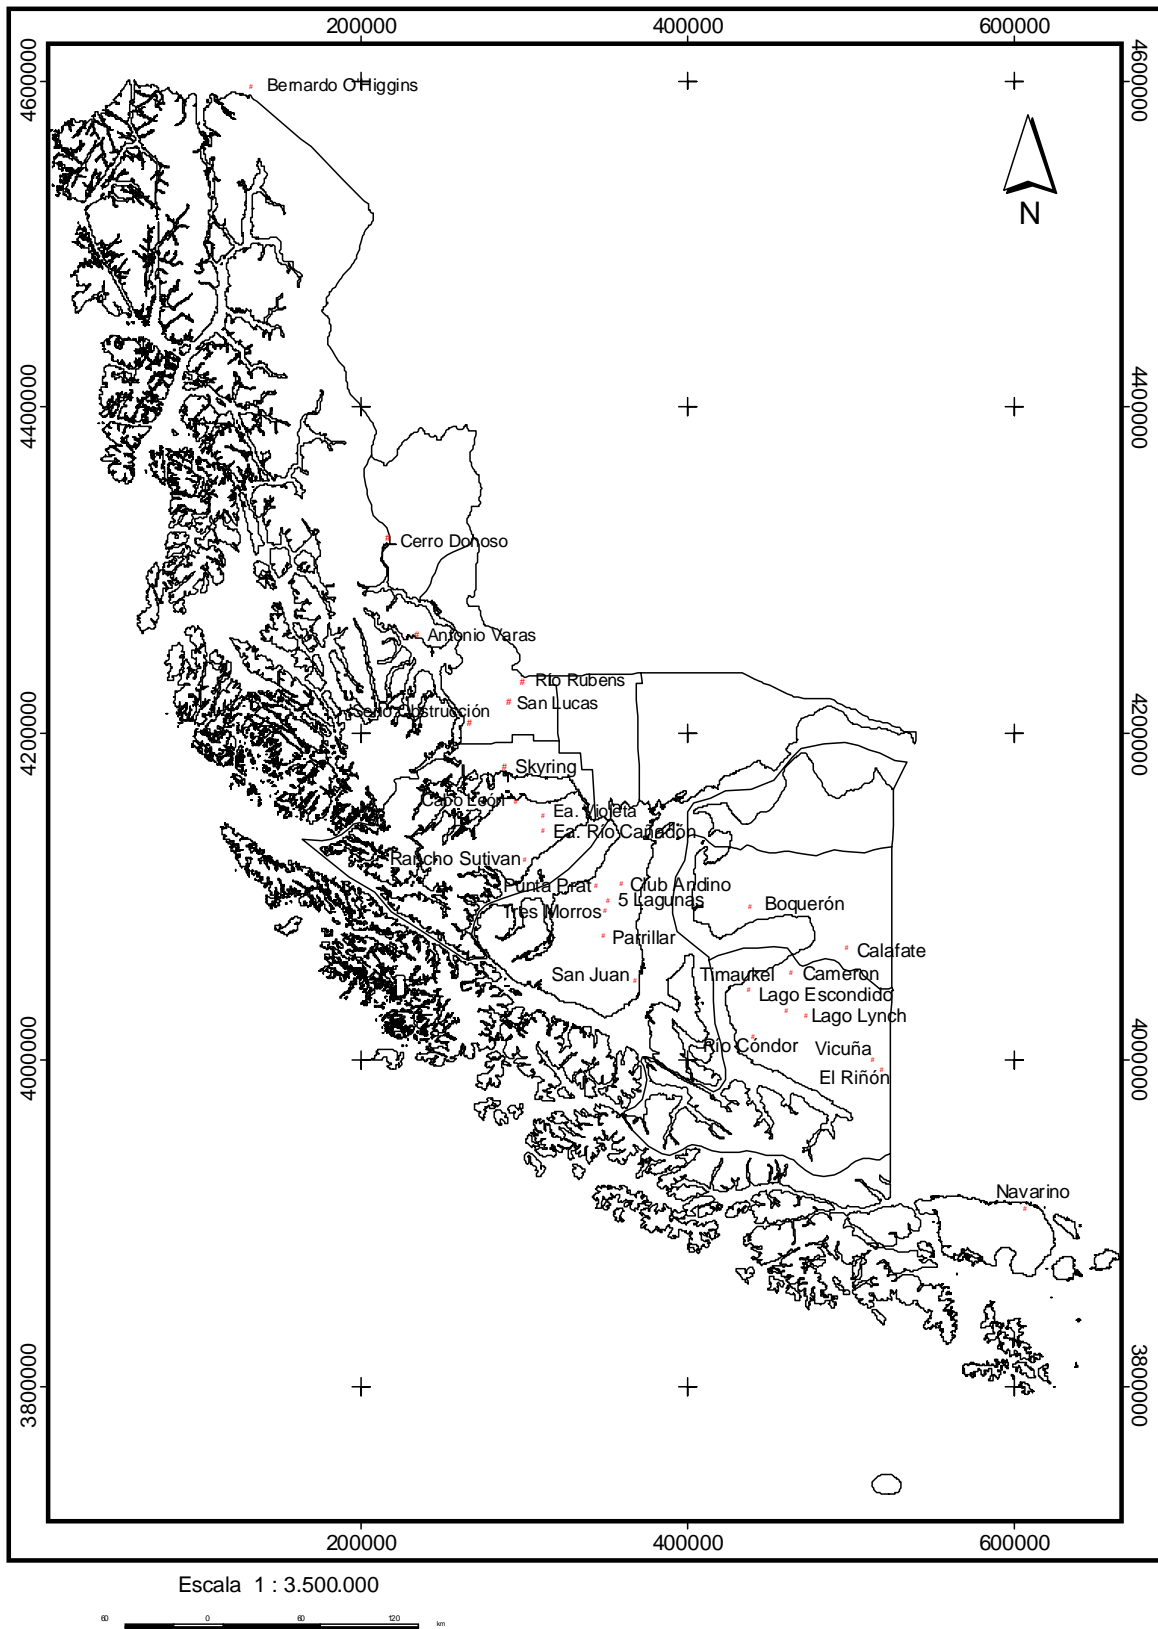 200000 400000 600000
4600000 4600000
Bernardo O'Higgins
N
4400000 4400000
Cerro Donoso
Antonio Varas
Río Rubens
San Lucas
Seno Obstrucción
4200000 4200000
Skyring
Cabo León
Ea. Violeta
Ea. Río Cañadón
Rancho Sutivan
Punta Prat
Club Andino
5 Lagunas
Boquerón
Tres Morros
Parrillar
Calafate
San Juan
Timaukel
Cameron
Lago Escondido
Lago Lynch
Río Cóndor
Vicuña
4000000 4000000
El Riñón
Navarino
3800000 3800000
200000 400000 600000
Escala 1 : 3.500.000
60 0 60 120 km